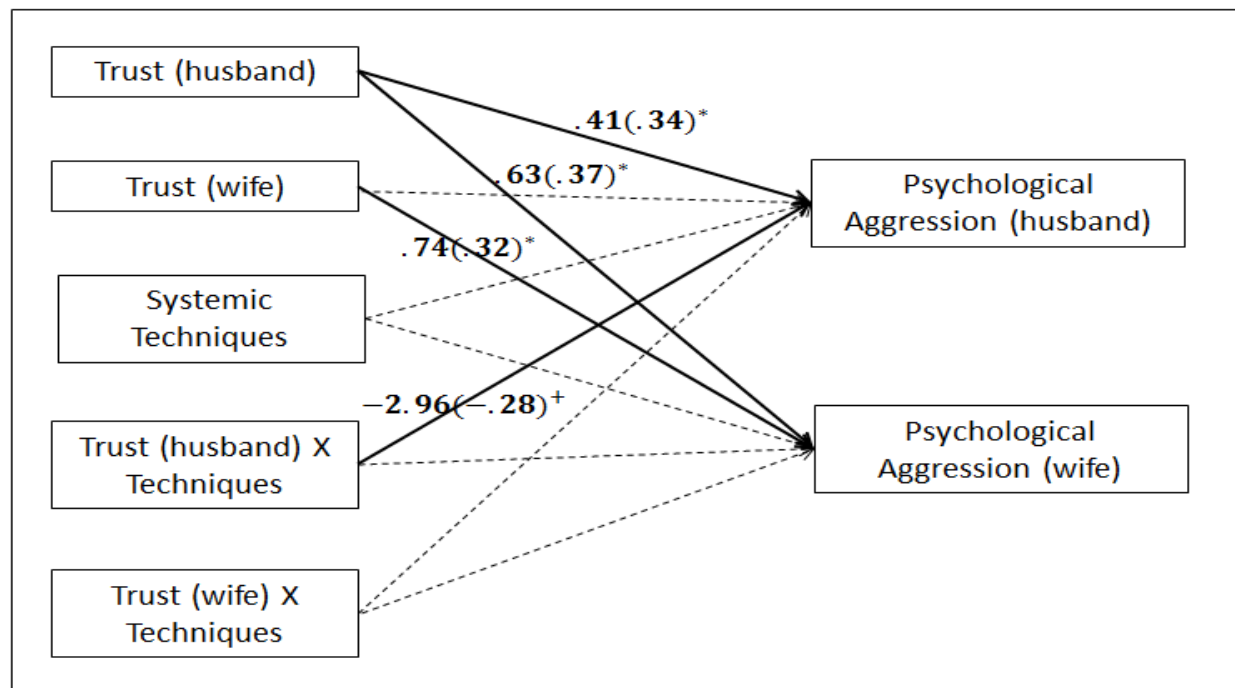 Trust (husband)
.41(.34)*
Trust (wife)
.63(.37)*
Psychological
Aggression (husband)
.74(.32)*
Systemic
Techniques
−2.96(−.28)+
Trust (husband) X
Techniques
Psychological
Aggression (wife)
Trust (wife) X
Techniques